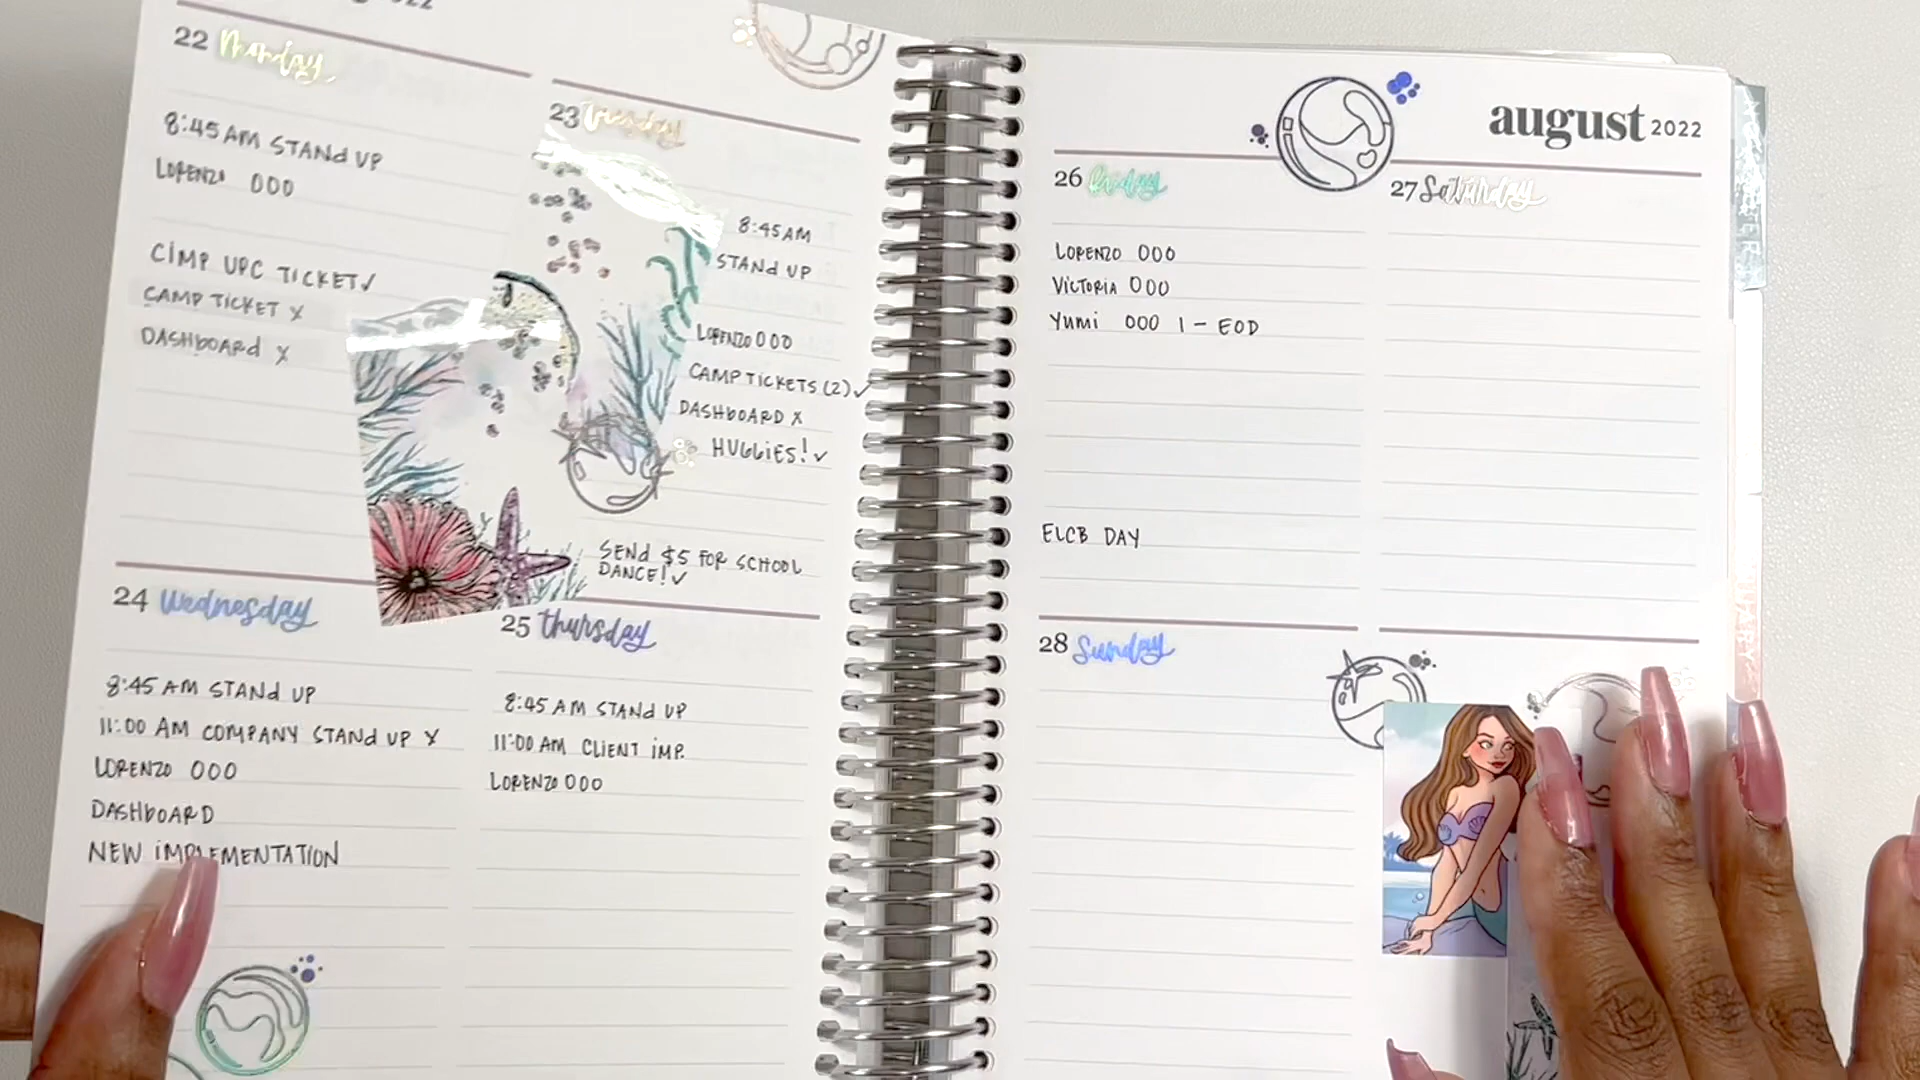 22 Monday
8:45 AM STANd UP
LORENZO OOO
CIMP UPC TICKET✓
CAMP TICKET X
DASHBOARD X
23 Tuesday
8:45 AM
STANd UP
LORENZO OOO
CAMP TICKETS (2)✓
DASHBOARD X
HUGGIES!✓
SENd $5 FOR SCHOOL
DANCE!✓
24 Wednesday
8:45 AM STANd UP
11:00 AM COMPANY STANd UP X
LORENZO OOO
DASHBOARD
NEW iMPLEMENTATION
25 thursday
8:45 AM STANd UP
11:00 AM CLiENT iMP.
LORENZO OOO
august 2022
26 friday
LORENZO OOO
VICTORIA OOO
Yumi OOO 1 - EOD
ELCB DAY
27 Saturday
28 Sunday